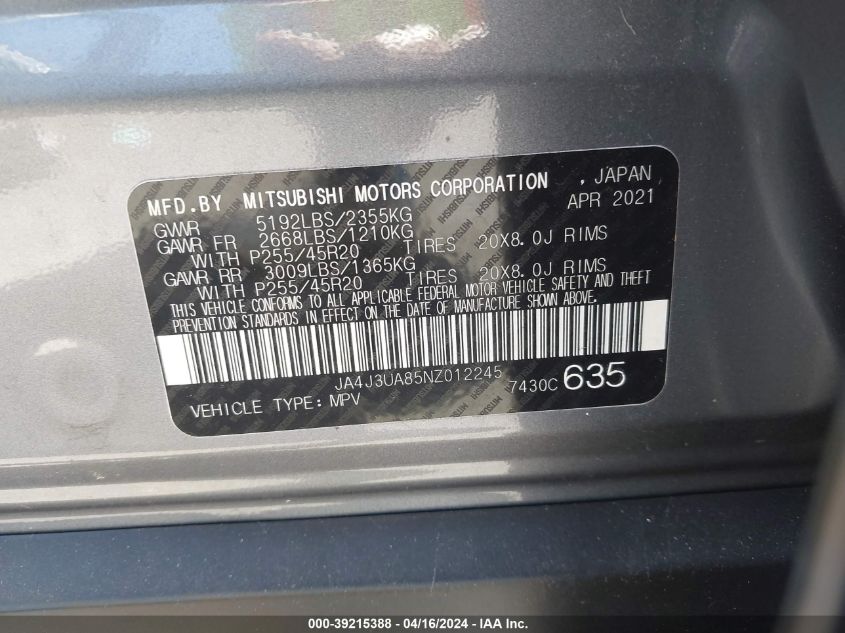 MFD.BY MITSUBISHI MOTORS CORPORATION , JAPAN
GVWR 5192LBS/2355KG APR 2021
GAWR FR 2668LBS/1210KG
WITH P255/45R20 TIRES 20X8.0J RIMS
GAWR RR 3009LBS/1365KG
WITH P255/45R20 TIRES 20X8.0J RIMS
THIS VEHICLE CONFORMS TO ALL APPLICABLE FEDERAL MOTOR VEHICLE SAFETY AND THEFT
PREVENTION STANDARDS IN EFFECT ON THE DATE OF MANUFACTURE SHOWN ABOVE.
JA4J3UA85NZ012245
7430C 635
VEHICLE TYPE: MPV
000-39215388 - 04/16/2024 - IAA Inc.